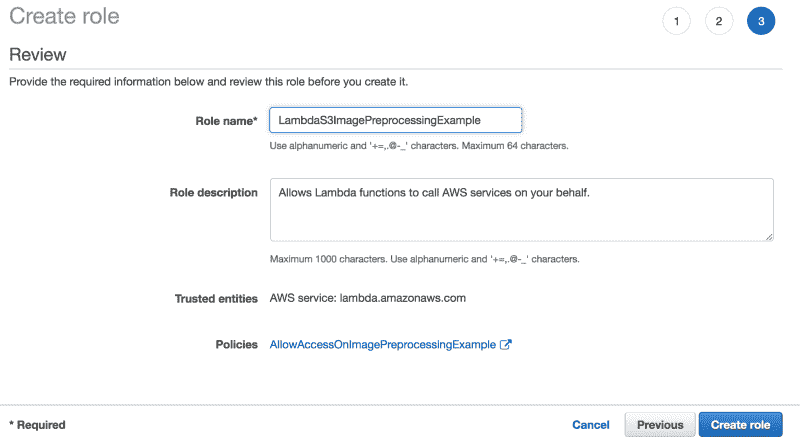 Create role
1 2 3
Review
Provide the required information below and review this role before you create it.
Role name* LambdaS3ImagePreprocessingExample
Use alphanumeric and '+=,.@-_' characters. Maximum 64 characters.
Role description Allows Lambda functions to call AWS services on your behalf.
Maximum 1000 characters. Use alphanumeric and '+=,.@-_' characters.
Trusted entities AWS service: lambda.amazonaws.com
Policies AllowAccessOnImagePreprocessingExample
* Required Cancel Previous Create role